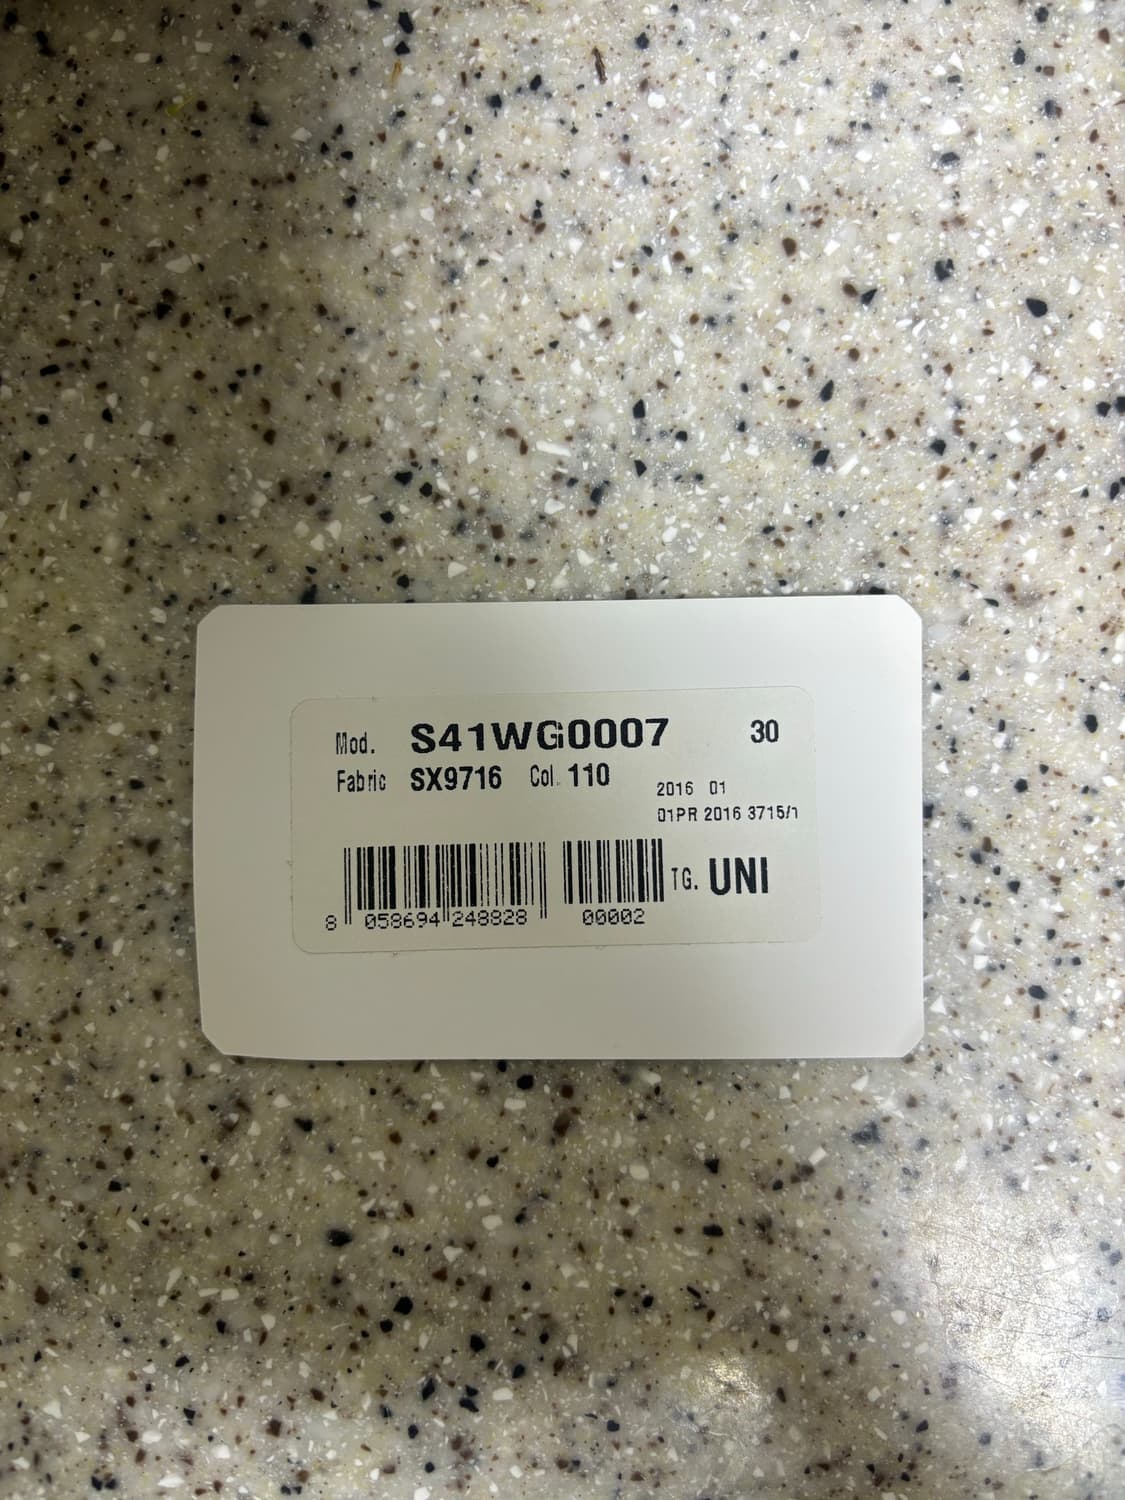 Mod. S41WG0007 30
Fabric SX9716 Col. 110
2016 01
01PR 2016 3715/1
TG. UNI
8 058694 248828 00002